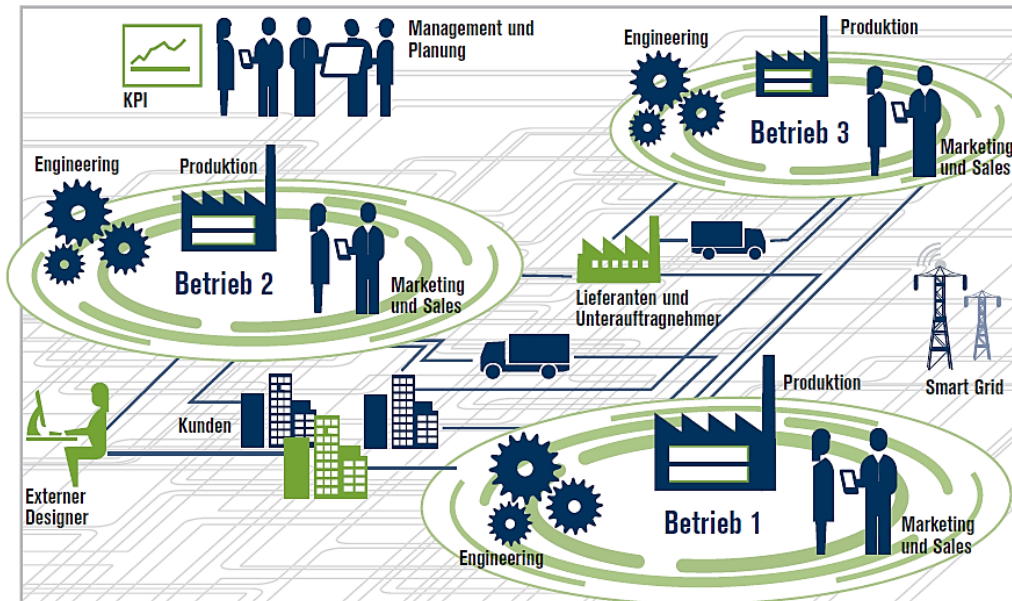 Management und
Planung
KPI
Engineering
Produktion
Betrieb 3
Marketing
und Sales
Engineering
Produktion
Betrieb 2
Marketing
und Sales
Lieferanten und
Unterauftragnehmer
Smart Grid
Kunden
Externer
Designer
Produktion
Betrieb 1
Engineering
Marketing
und Sales